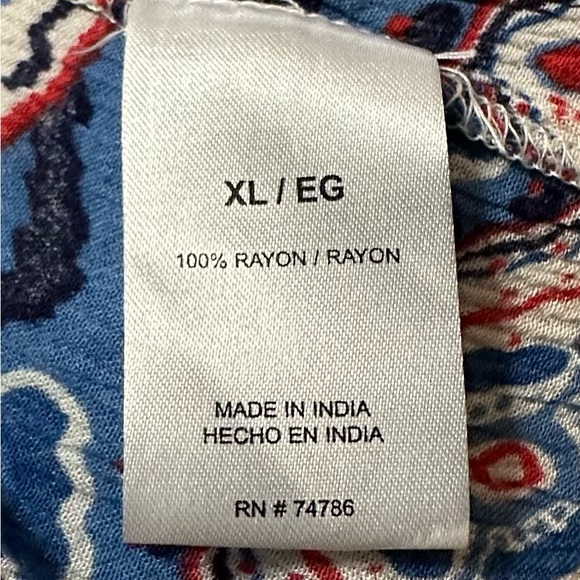 XL / EG
100% RAYON / RAYON
MADE IN INDIA
HECHO EN INDIA
RN # 74786